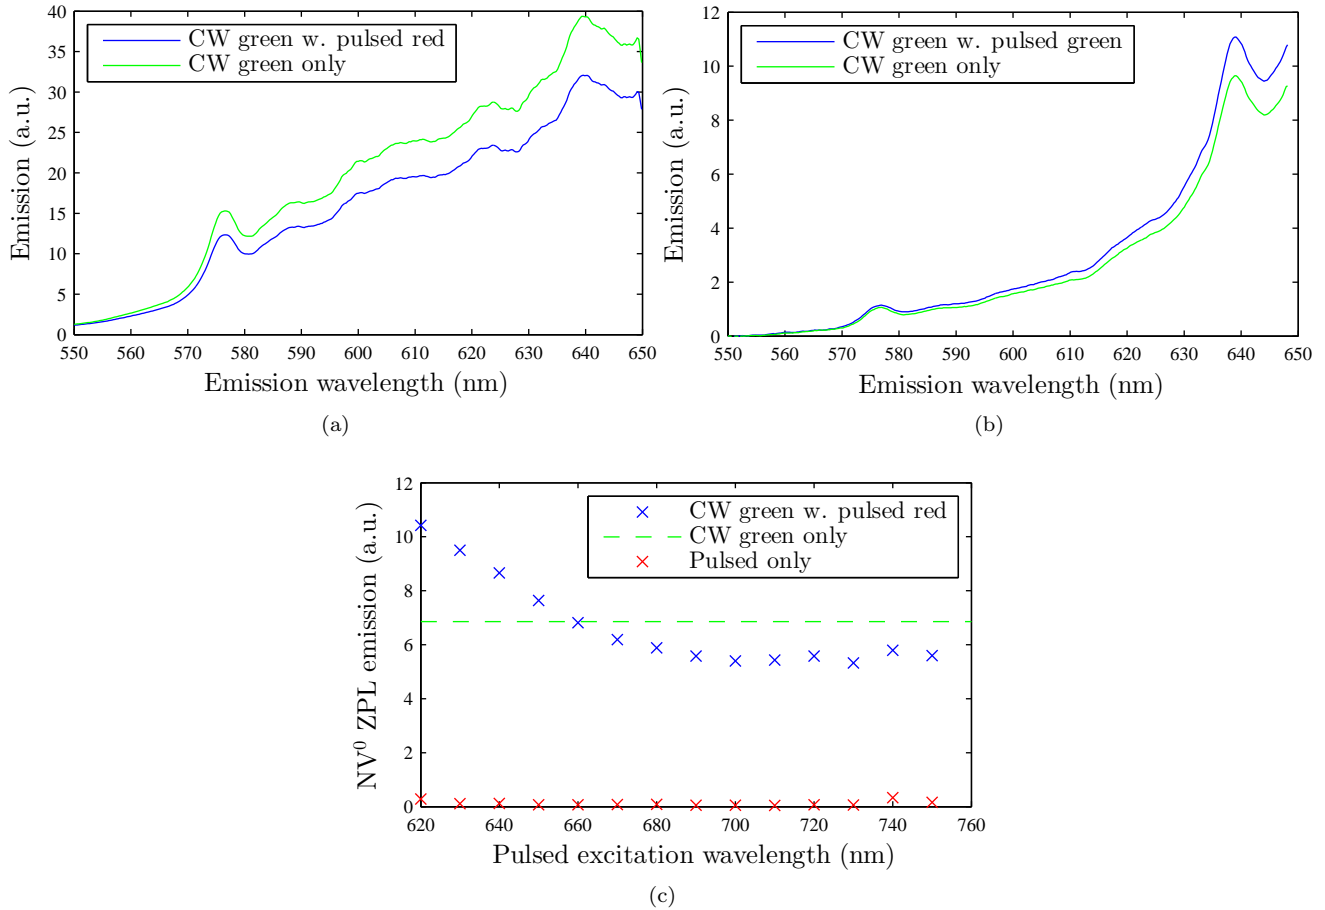 CW green w. pulsed red
CW green only
Emission (a.u.)
40
35
30
25
20
15
10
5
0
550 560 570 580 590 600 610 620 630 640 650
Emission wavelength (nm)
(a)
CW green w. pulsed green
CW green only
Emission (a.u.)
12
10
8
6
4
2
0
550 560 570 580 590 600 610 620 630 640 650
Emission wavelength (nm)
(b)
CW green w. pulsed red
CW green only
Pulsed only
NV⁰ ZPL emission (a.u.)
12
10
8
6
4
2
0
620 640 660 680 700 720 740 760
Pulsed excitation wavelength (nm)
(c)